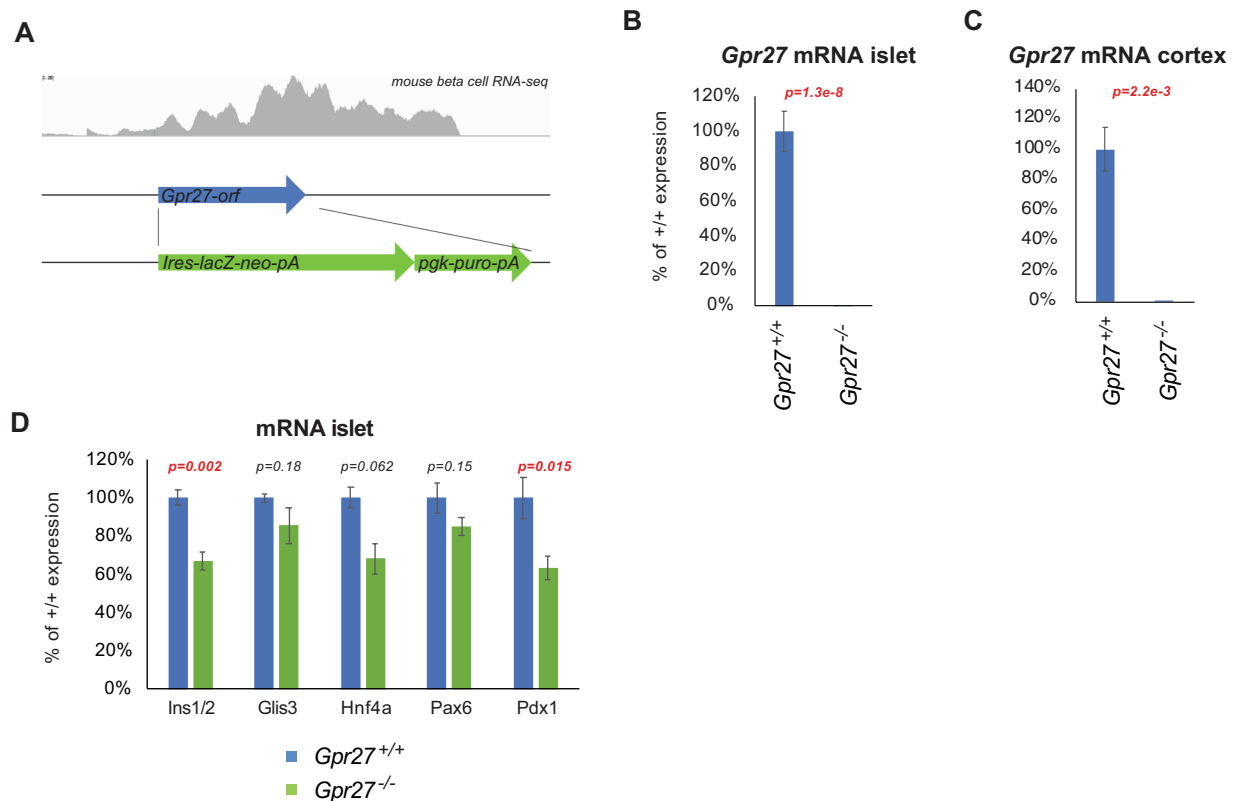 A
[0 - 26]
mouse beta cell RNA-seq
Gpr27-orf
Ires-lacZ-neo-pA
pgk-puro-pA
B
Gpr27 mRNA islet
p=1.3e-8
% of +/+ expression
120%
100%
80%
60%
40%
20%
0%
Gpr27+/+
Gpr27-/-
C
Gpr27 mRNA cortex
p=2.2e-3
140%
120%
100%
80%
60%
40%
20%
0%
Gpr27+/+
Gpr27-/-
D
mRNA islet
% of +/+ expression
120%
100%
80%
60%
40%
20%
0%
p=0.002
p=0.18
p=0.062
p=0.15
p=0.015
Ins1/2
Glis3
Hnf4a
Pax6
Pdx1
Gpr27+/+
Gpr27-/-